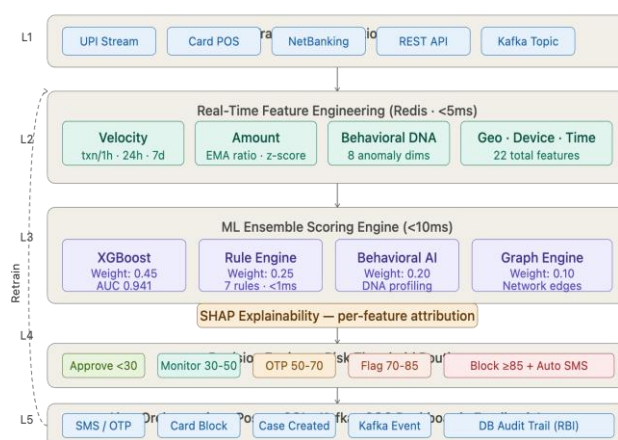 L1
UPI Stream
Card POS
NetBanking
REST API
Kafka Topic
Real-Time Feature Engineering (Redis · <5ms)
L2
Velocity
txn/1h · 24h · 7d
Amount
EMA ratio · z-score
Behavioral DNA
8 anomaly dims
Geo · Device · Time
22 total features
ML Ensemble Scoring Engine (<10ms)
L3
XGBoost
Weight: 0.45
AUC 0.941
Rule Engine
Weight: 0.25
7 rules · <1ms
Behavioral AI
Weight: 0.20
DNA profiling
Graph Engine
Weight: 0.10
Network edges
Retrain
SHAP Explainability — per-feature attribution
L4
Approve <30
Monitor 30-50
OTP 50-70
Flag 70-85
Block ≥85 + Auto SMS
L5
SMS / OTP
Card Block
Case Created
Kafka Event
DB Audit Trail (RBI)